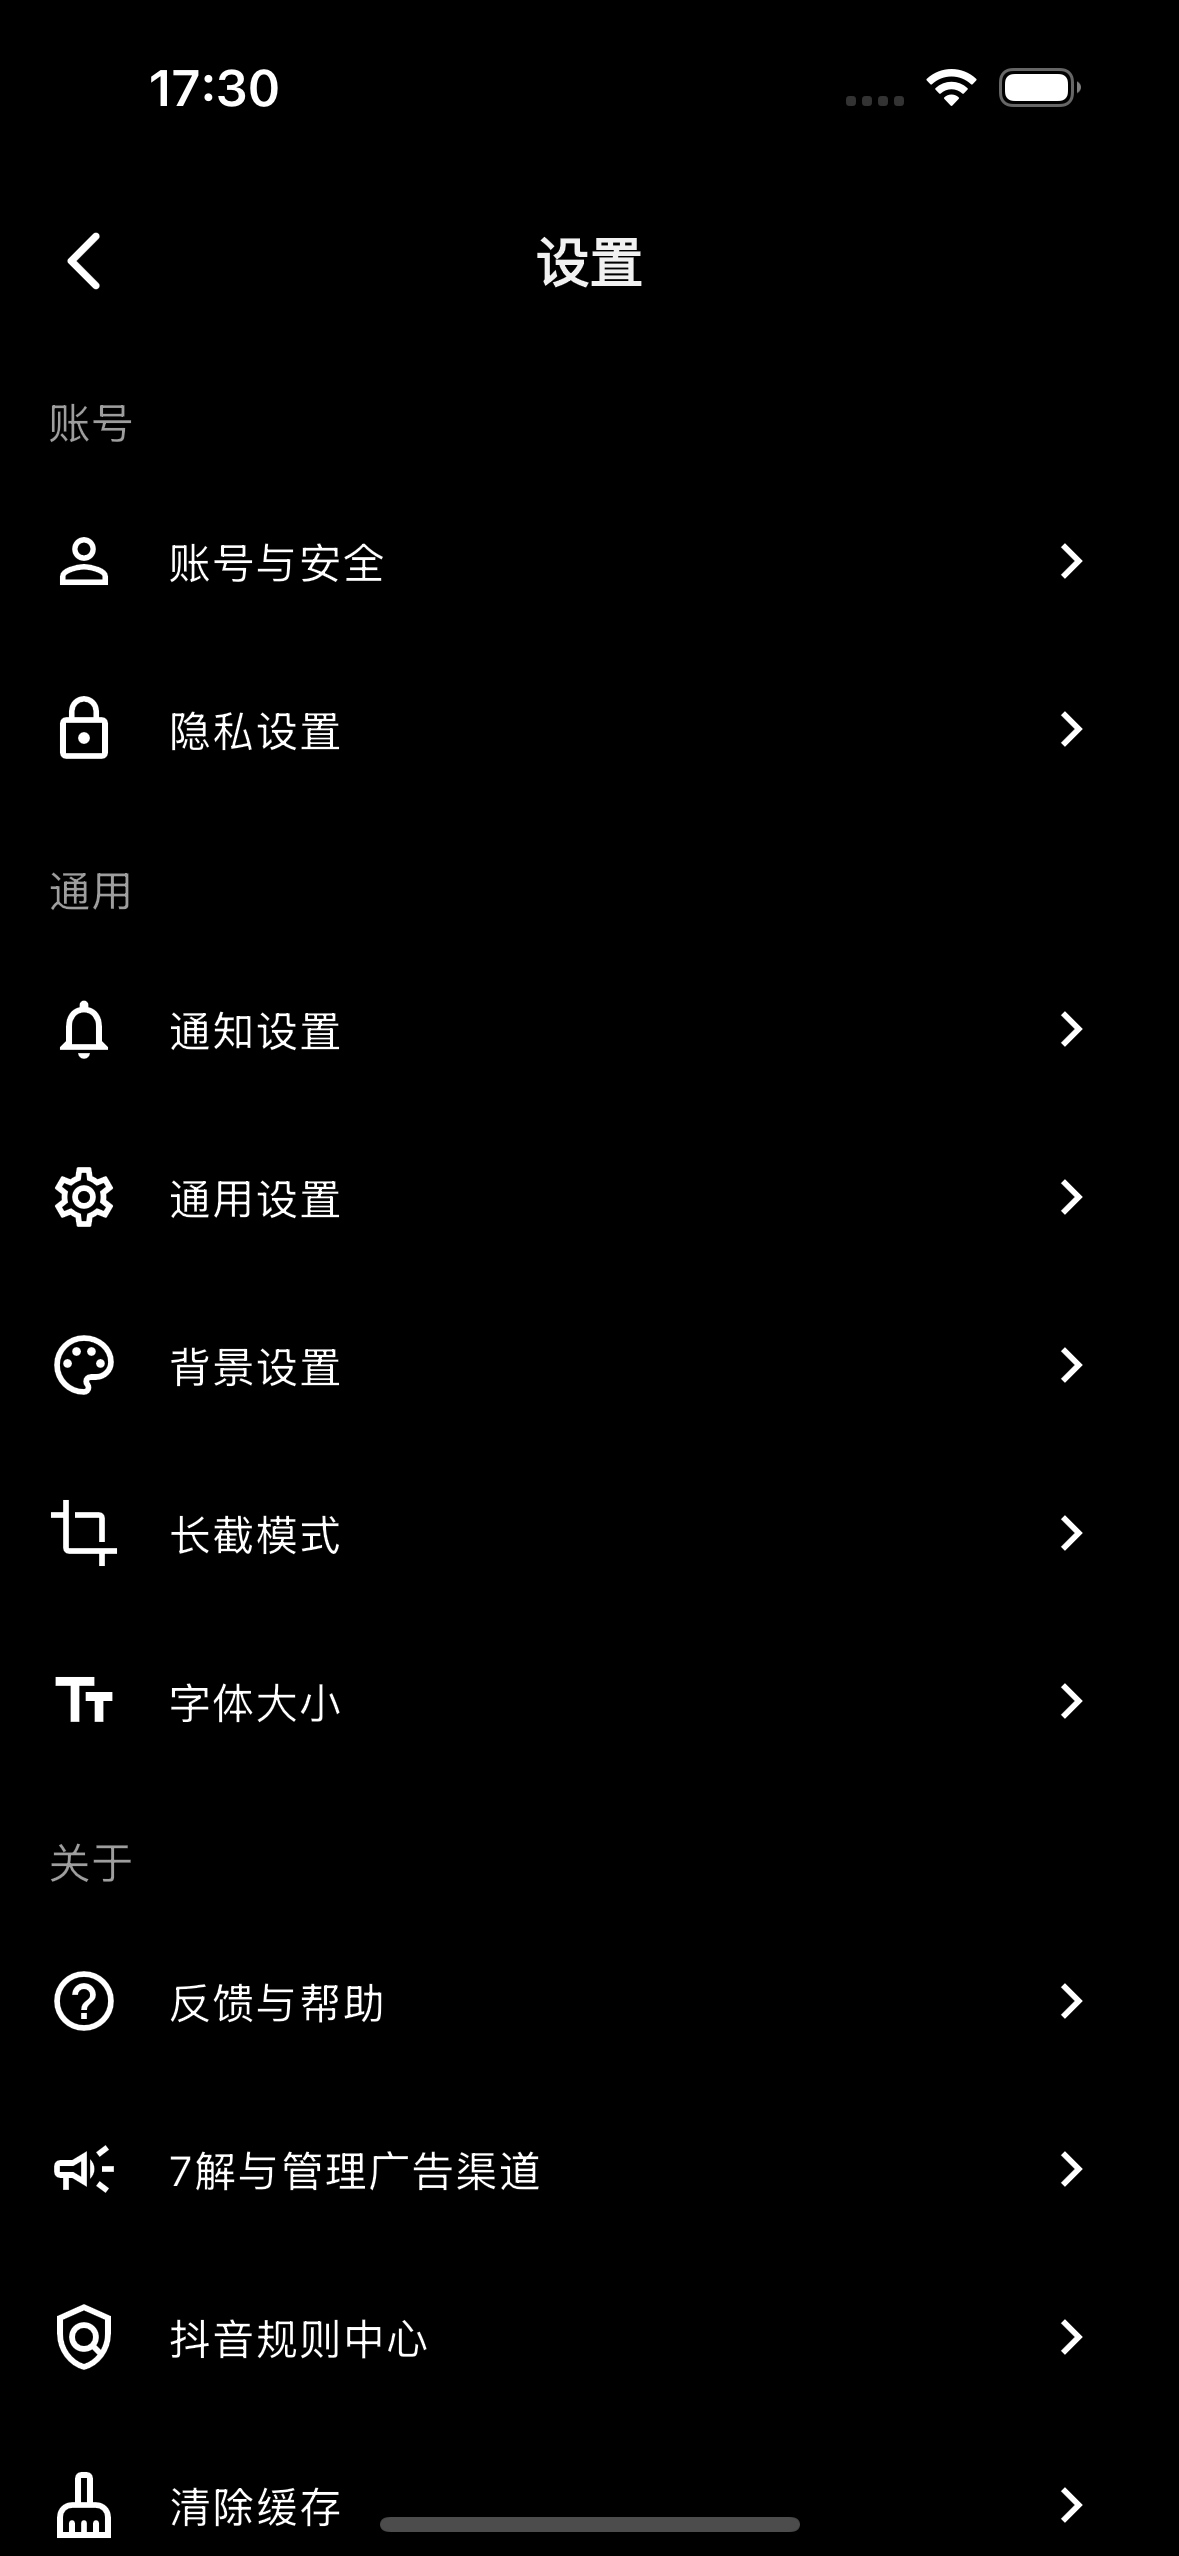 17:30
设置
账号
账号与安全
隐私设置
通用
通知设置
通用设置
背景设置
长截模式
字体大小
关于
反馈与帮助
7解与管理广告渠道
抖音规则中心
清除缓存